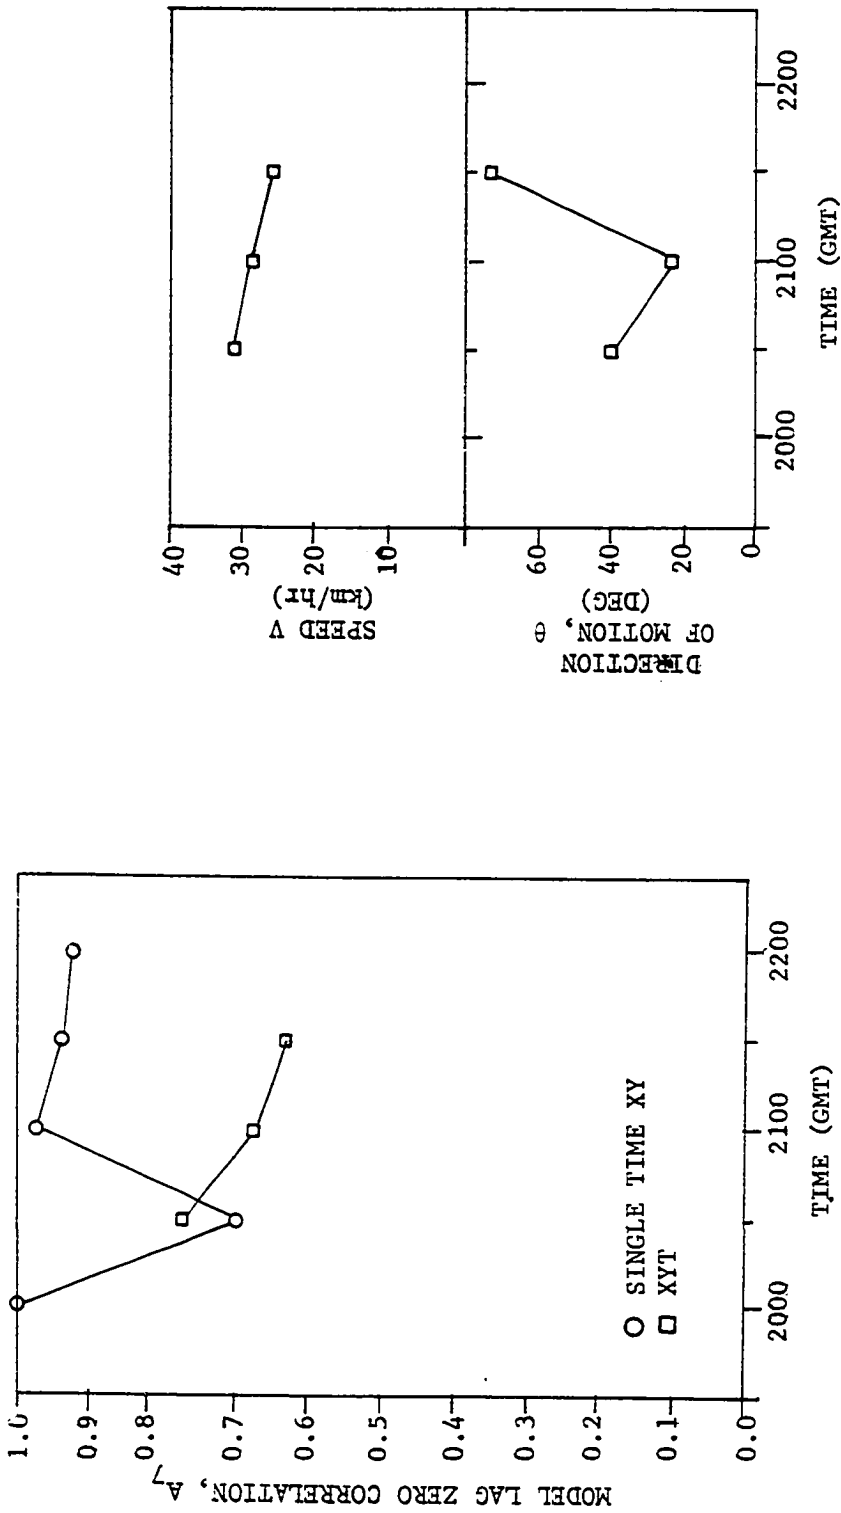 MODEL LAG ZERO CORRELATION, A7
1.0
0.9
0.8
0.7
0.6
0.5
0.4
0.3
0.2
0.1
0.0
○ SINGLE TIME XY
□ XYT
2000
2100
2200
TIME (GMT)
SPEED V
(km/hr)
40
30
20
10
DIRECTION
OF MOTION, θ
(DEG)
60
40
20
0
2000
2100
2200
TIME (GMT)